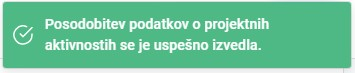 Posodobitev podatkov o projektnih
aktivnostih se je uspešno izvedla.